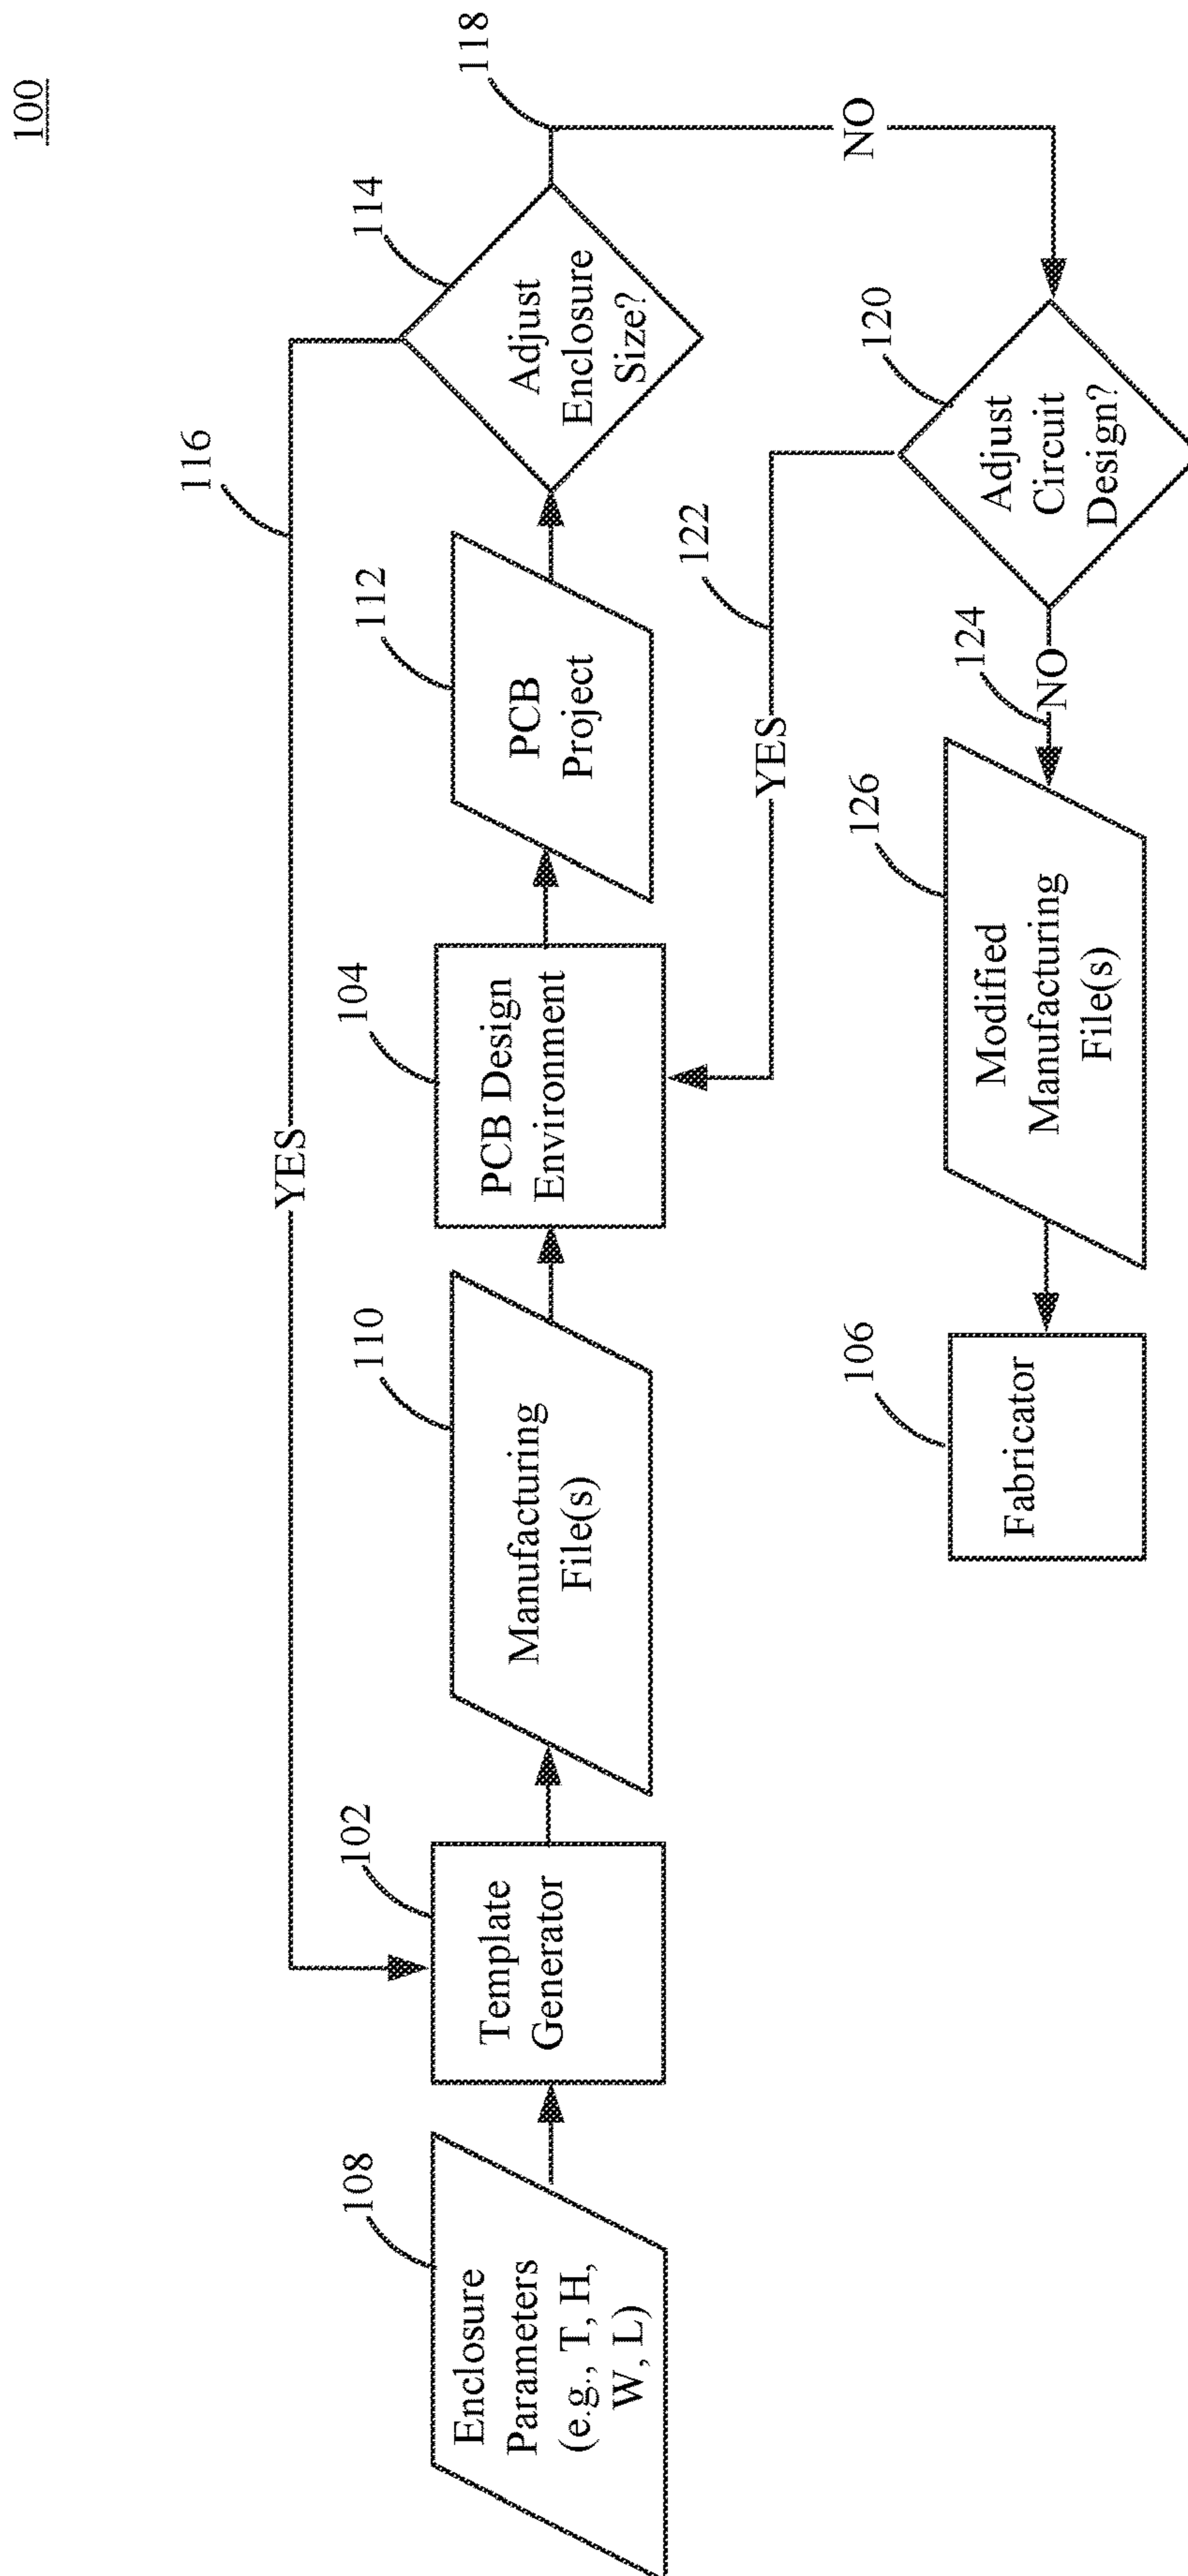 100
116
YES
108
Enclosure
Parameters
(e.g., T, H,
W, L)
102
Template
Generator
110
Manufacturing
File(s)
104
PCB Design
Environment
112
PCB
Project
114
Adjust
Enclosure
Size?
118
NO
122
YES
106
Fabricator
126
Modified
Manufacturing
File(s)
124
NO
120
Adjust
Circuit
Design?